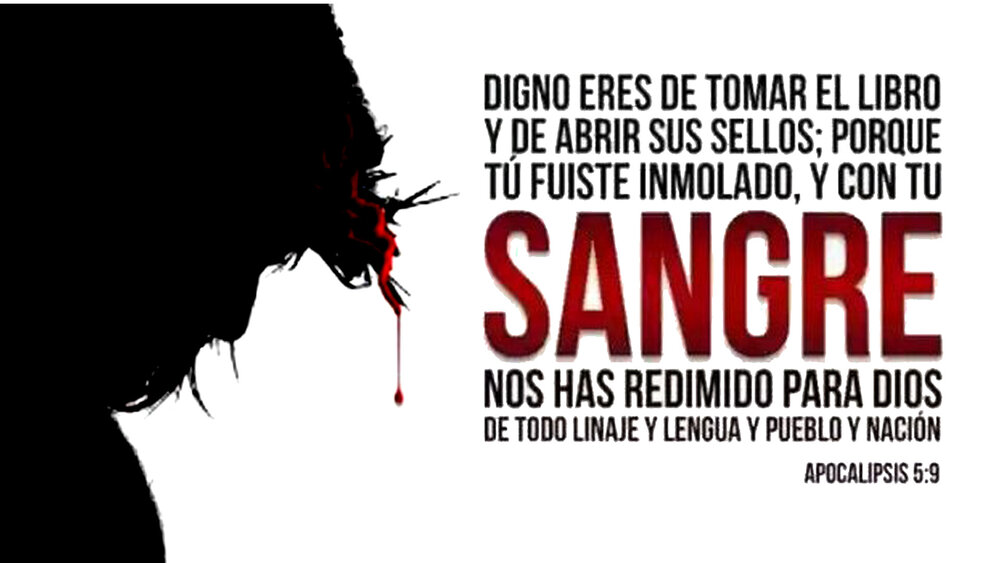 DIGNO ERES DE TOMAR EL LIBRO
Y DE ABRIR SUS SELLOS; PORQUE
TÚ FUISTE INMOLADO, Y CON TU
SANGRE
NOS HAS REDIMIDO PARA DIOS
DE TODO LINAJE Y LENGUA Y PUEBLO Y NACIÓN
APOCALIPSIS 5:9